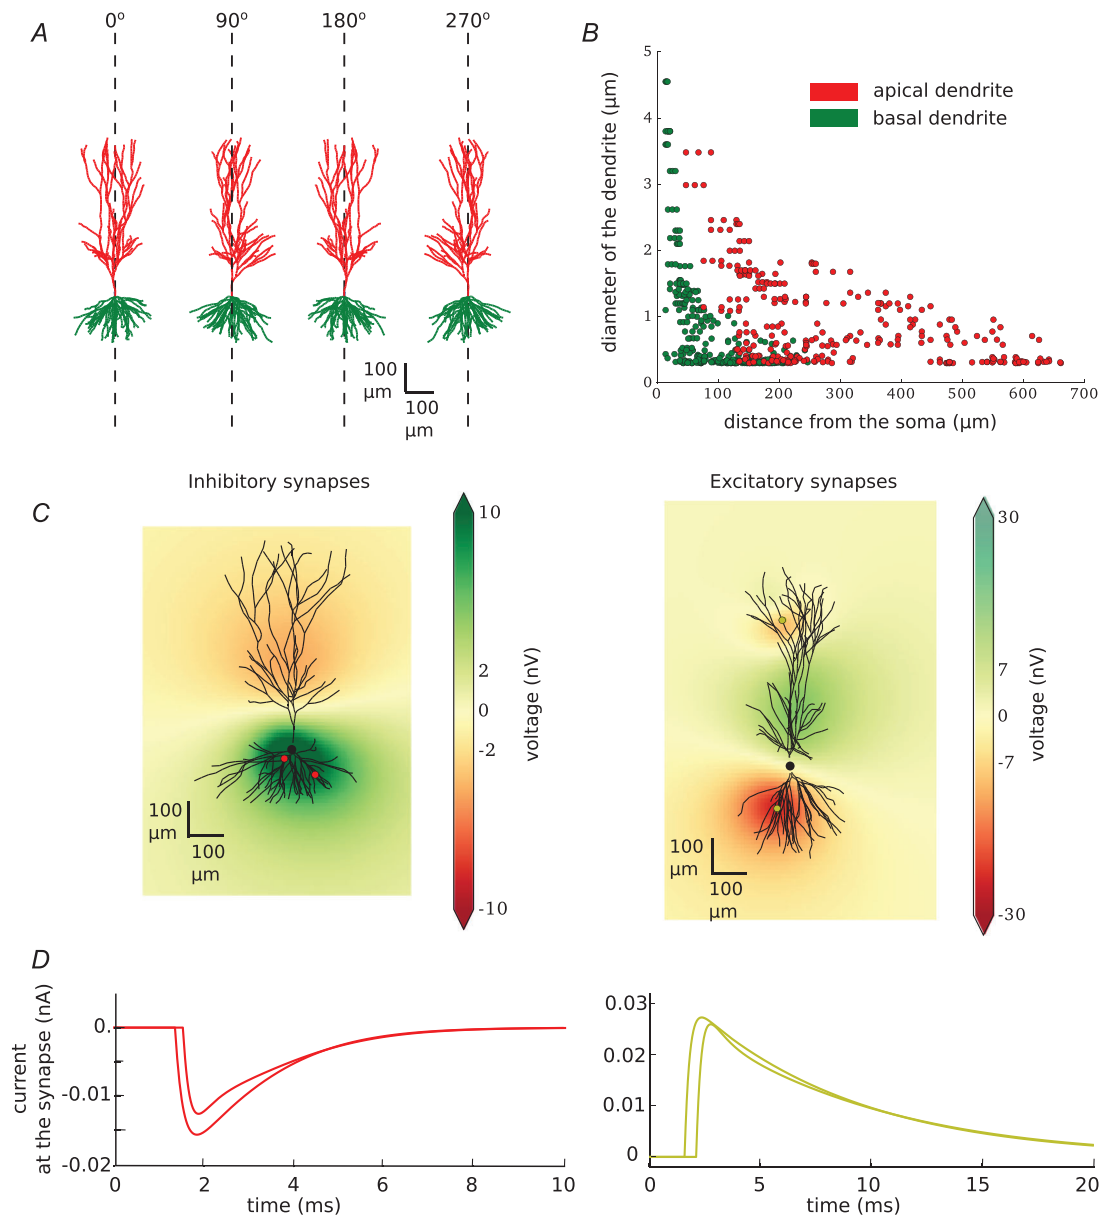 A
0º 90º 180º 270º
100
µm
100
µm
B
5
4
3
2
1
0
diameter of the dendrite (µm)
apical dendrite
basal dendrite
0 100 200 300 400 500 600 700
distance from the soma (µm)
C
Inhibitory synapses
10
2
0
-2
-10
voltage (nV)
100
µm
100
µm
Excitatory synapses
30
7
0
-7
-30
voltage (nV)
100
µm
100
µm
D
current
at the synapse (nA)
0.
-0.01
-0.02
0 2 4 6 8 10
time (ms)
0.03
0.02
0.01
0
0 5 10 15 20
time (ms)